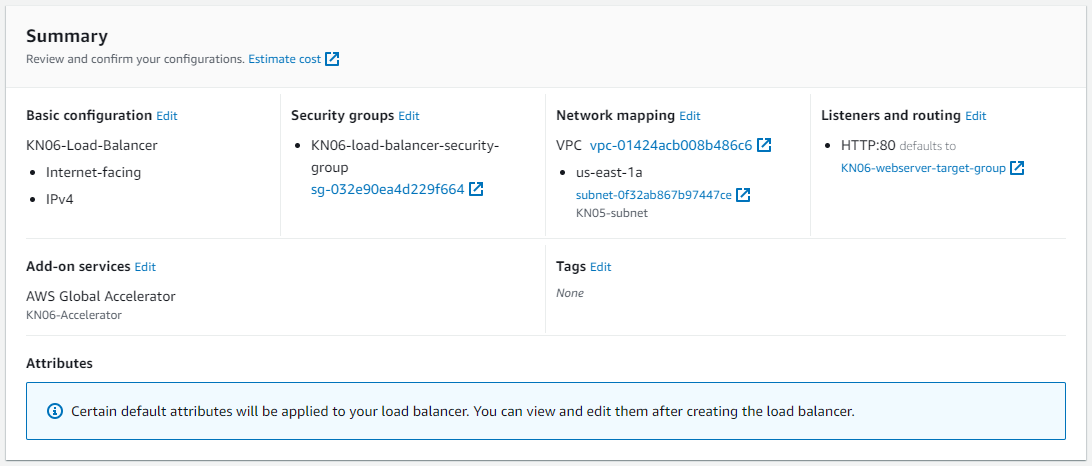 Summary
Review and confirm your configurations. Estimate cost
Basic configuration Edit
KN06-Load-Balancer
• Internet-facing
• IPv4
Security groups Edit
• KN06-load-balancer-security-
group
sg-032e90ea4d229f664
Network mapping Edit
VPC vpc-01424acb008b486c6
• us-east-1a
subnet-0f32ab867b97447ce
KN05-subnet
Listeners and routing Edit
• HTTP:80 defaults to
KN06-webserver-target-group
Add-on services Edit
AWS Global Accelerator
KN06-Accelerator
Tags Edit
None
Attributes
Certain default attributes will be applied to your load balancer. You can view and edit them after creating the load balancer.